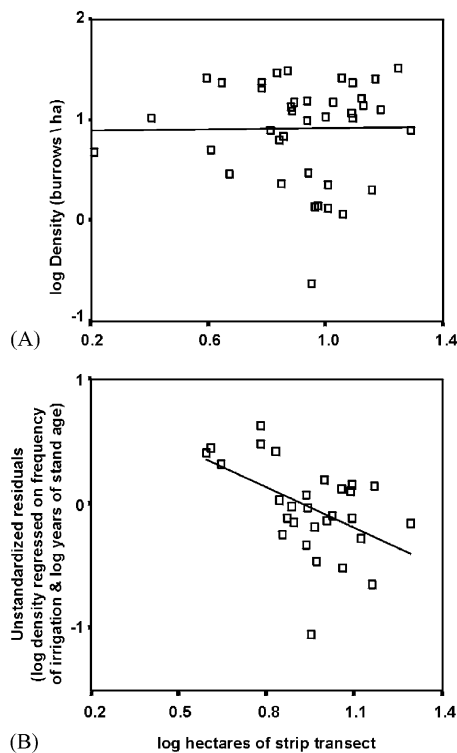 2
1
0
-1
log Density (burrows \ ha)
(A)
0.2 0.6 1.0 1.4
1
0
-1
Unstandardized residuals
(log density regressed on frequency
of irrigation & log years of stand age)
0.2 0.5 0.8 1.1 1.4
(B)
log hectares of strip transect